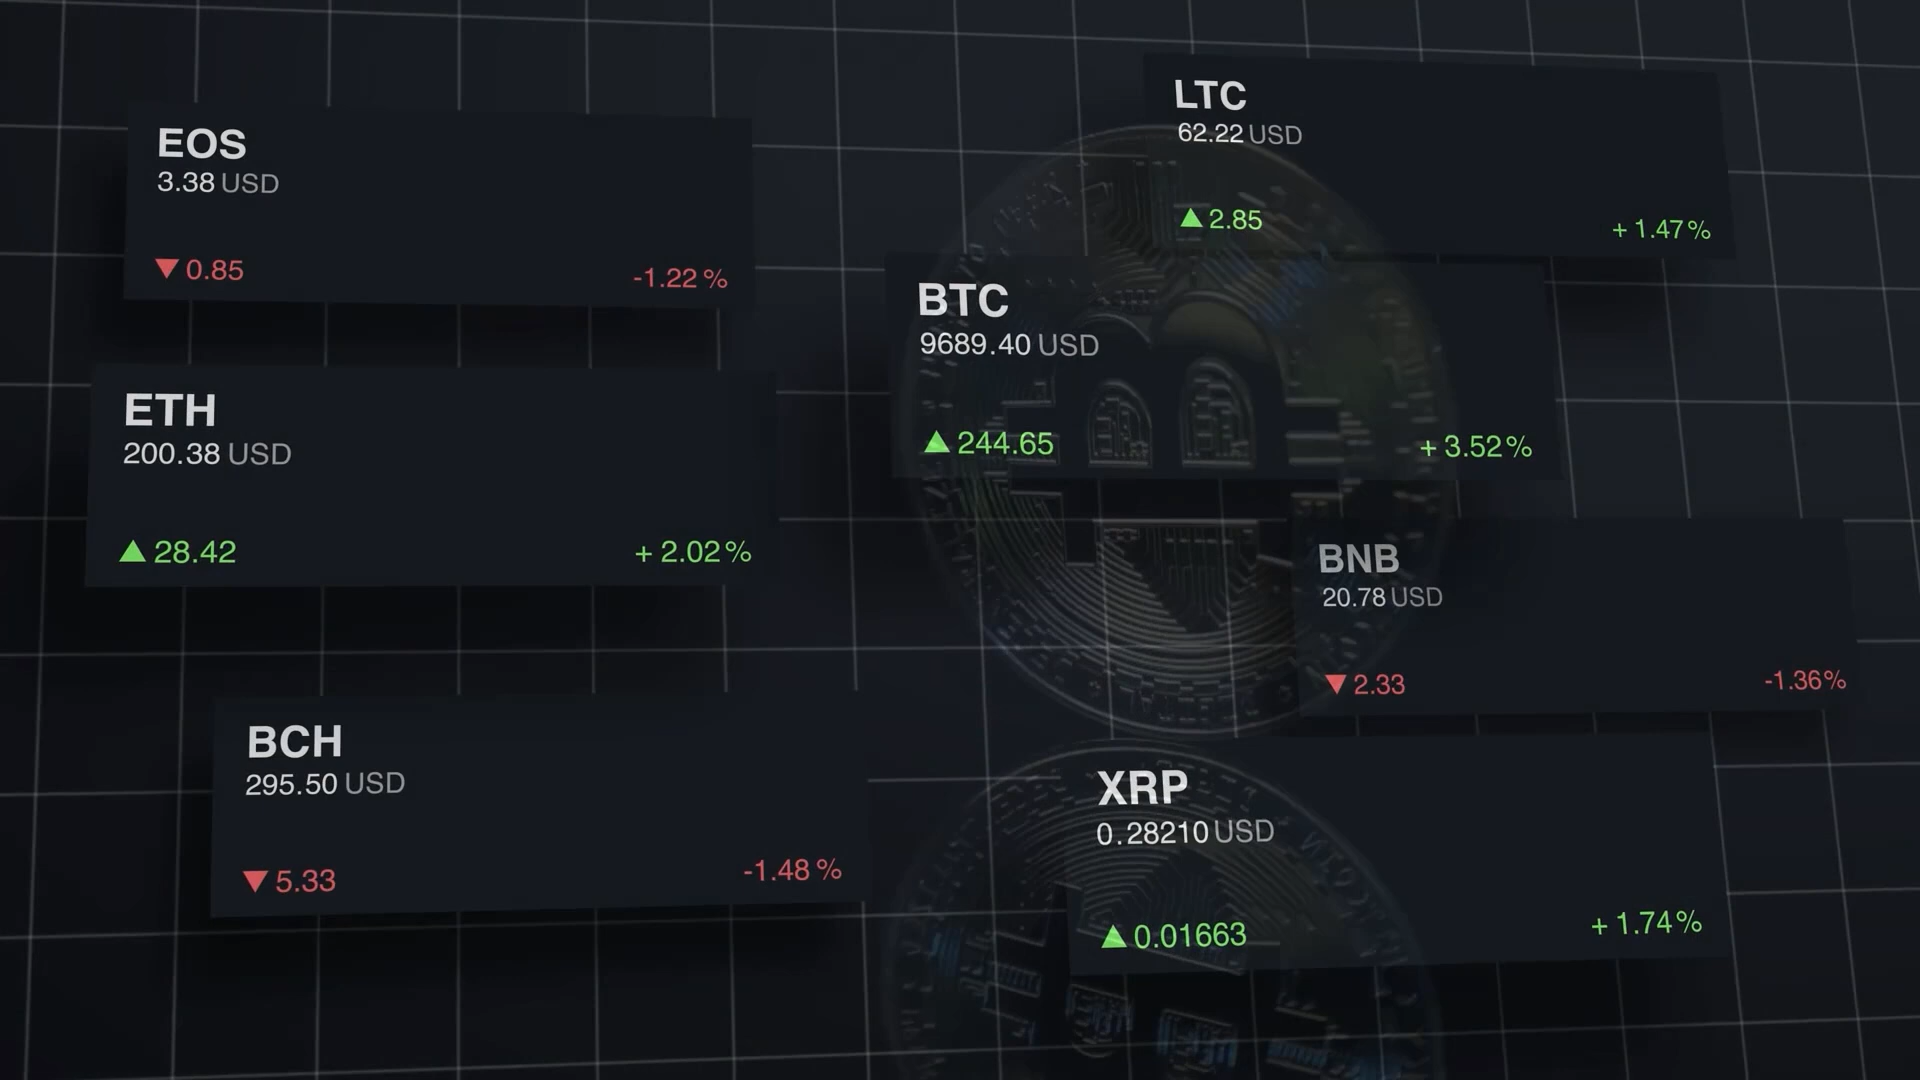 EOS
3.38 USD
▼ 0.85
-1.22 %
ETH
200.38 USD
▲ 28.42
+ 2.02%
BCH
295.50 USD
▼ 5.33
-1.48 %
LTC
62.22 USD
▲ 2.85
+ 1.47%
BTC
9689.40 USD
▲ 244.65
+ 3.52%
BNB
20.78 USD
▼ 2.33
-1.36%
XRP
0.28210 USD
▲ 0.01663
+ 1.74%